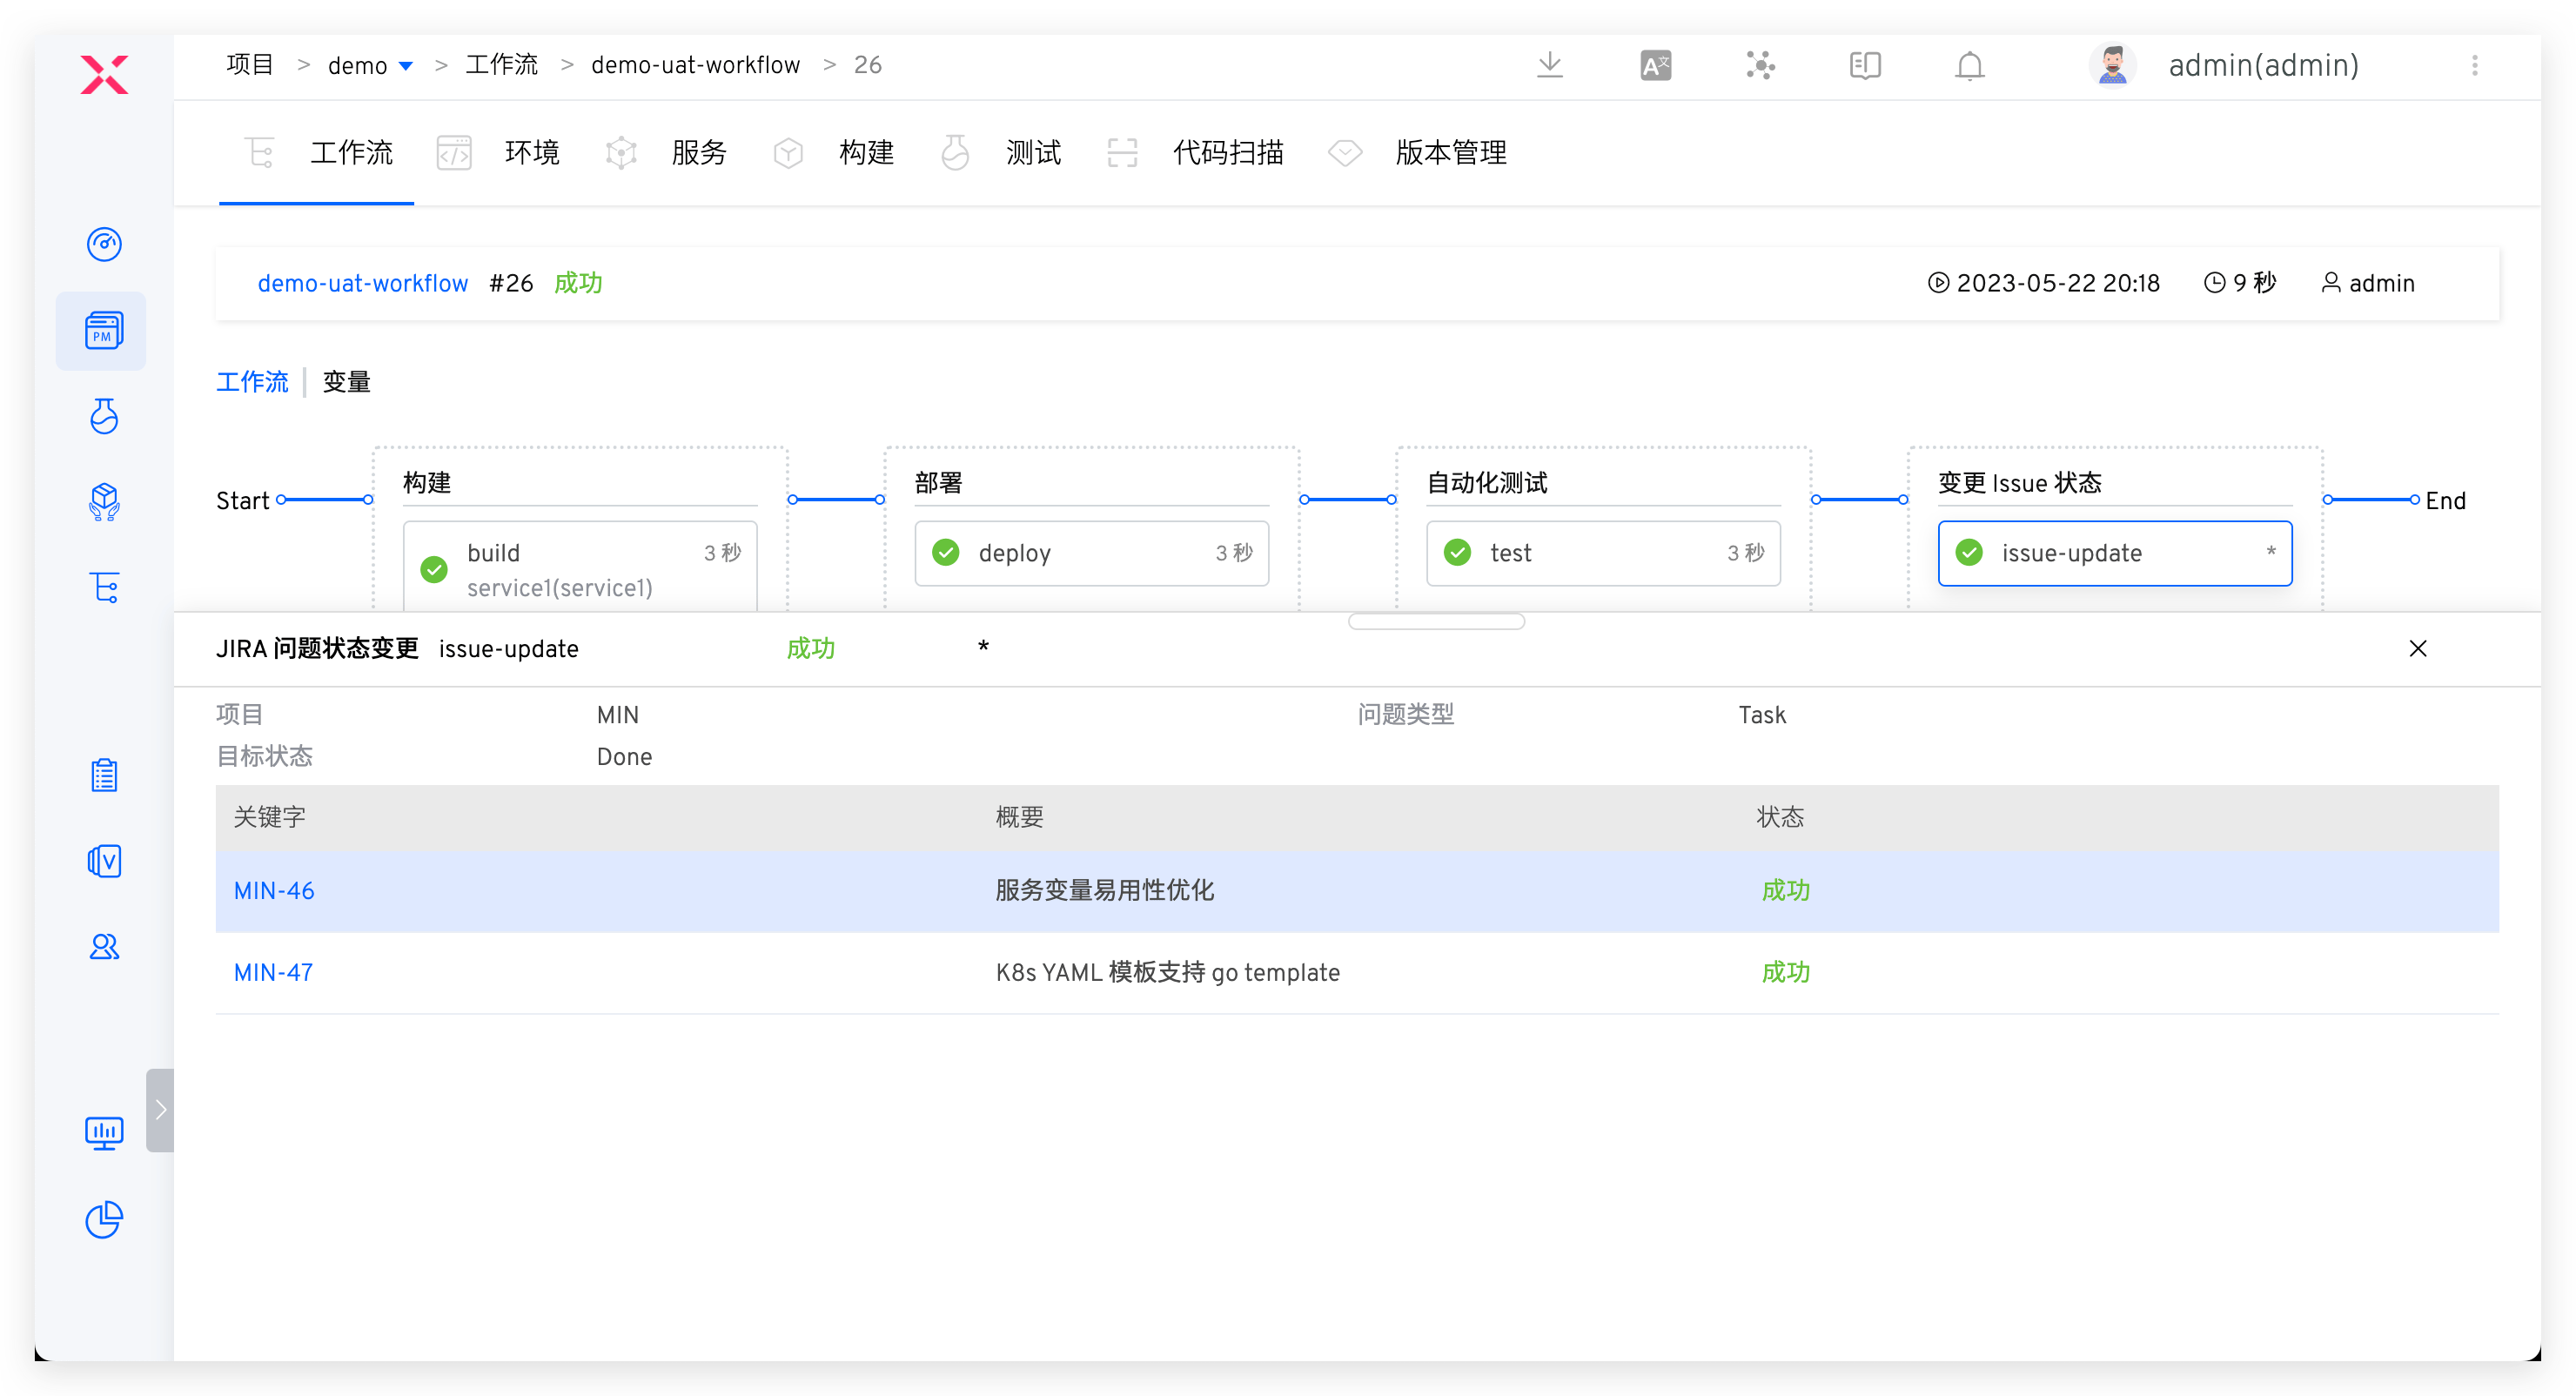 项目 > demo > 工作流 > demo-uat-workflow > 26
A文
admin(admin)
工作流 环境 服务 构建 测试 代码扫描 版本管理
PM
demo-uat-workflow #26 成功 2023-05-22 20:18 9 秒 admin
工作流 变量
Start 构建 部署 自动化测试 变更 Issue 状态 End
build 3 秒 deploy 3 秒 test 3 秒 issue-update *
service1(service1)
JIRA 问题状态变更 issue-update 成功 *
项目 MIN 问题类型 Task
目标状态 Done
关键字 概要 状态
MIN-46 服务变量易用性优化 成功
V
MIN-47 K8s YAML 模板支持 go template 成功